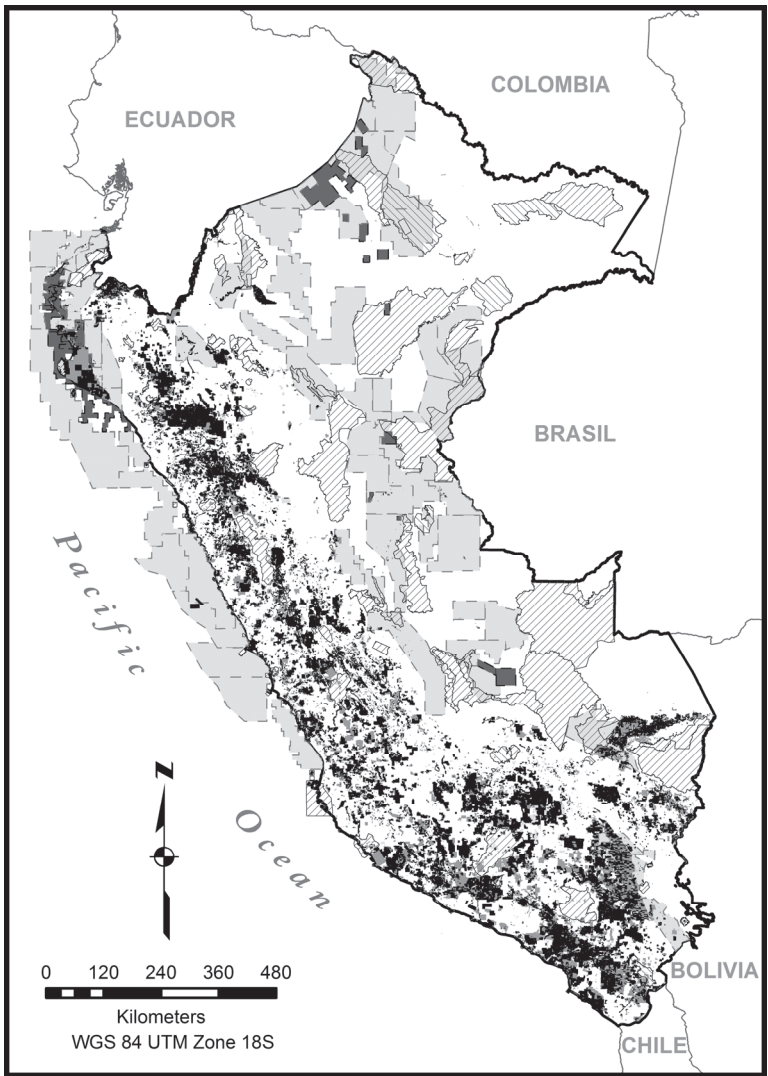 COLOMBIA
ECUADOR
BRASIL
Pacific
Ocean
N
0 120 240 360 480
Kilometers
WGS 84 UTM Zone 18S
BOLIVIA
CHILE